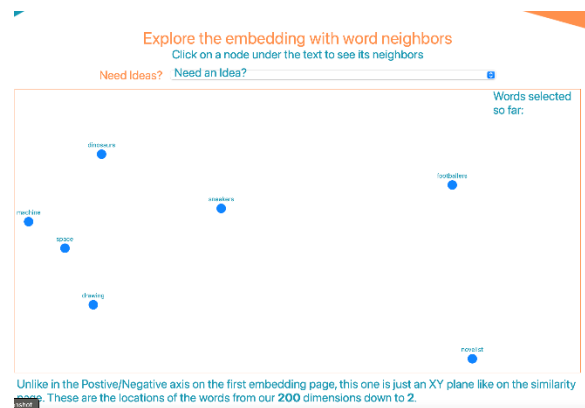 Explore the embedding with word neighbors
Click on a node under the text to see its neighbors
Need Ideas? Need an Idea?
Words selected
so far:
dinosaurs
footballers
speakers
machine
space
drawing
novelist
Unlike in the Postive/Negative axis on the first embedding page, this one is just an XY plane like on the similarity
page. These are the locations of the words from our 200 dimensions down to 2.